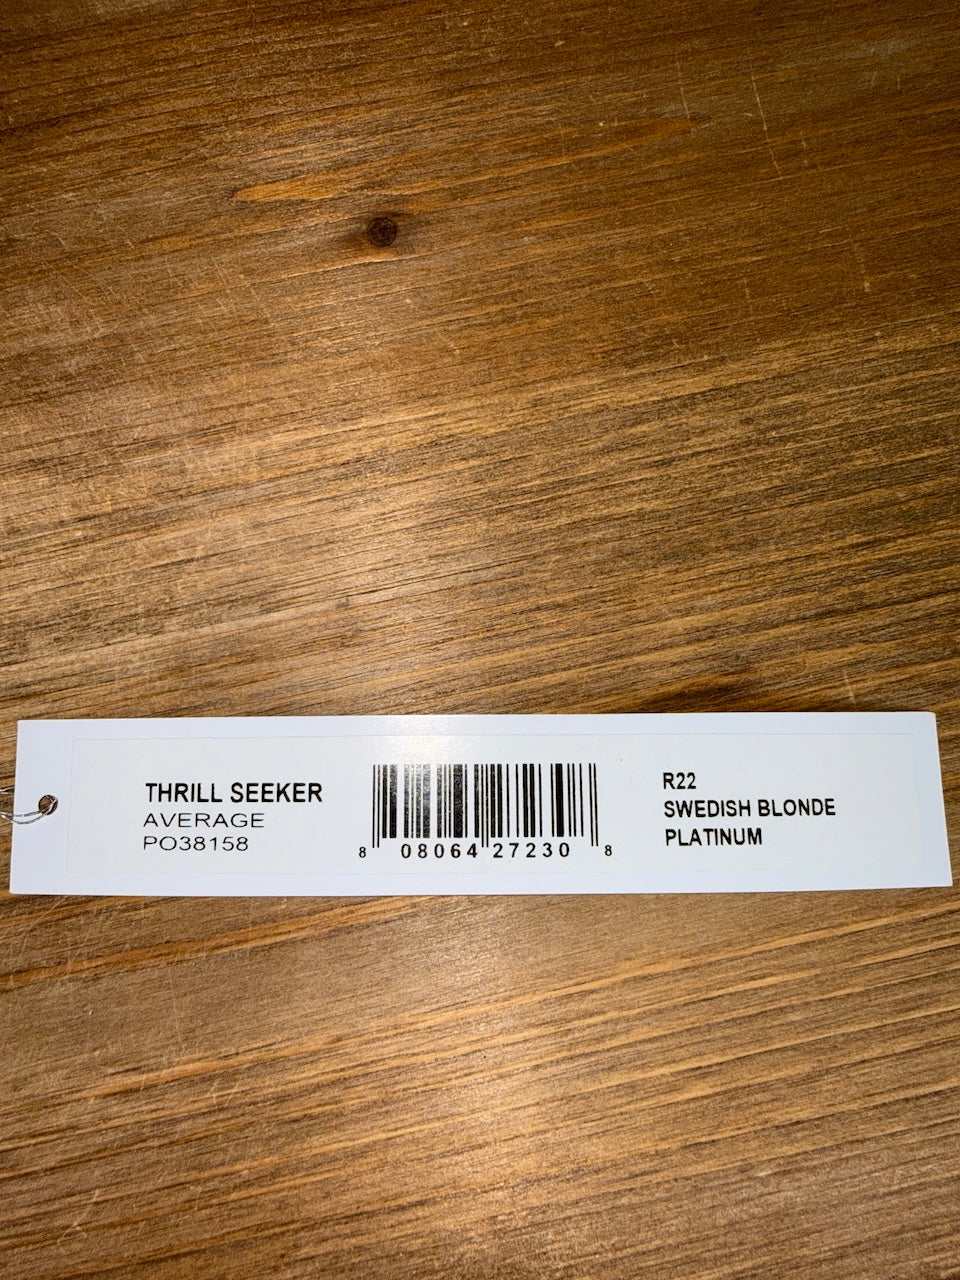 THRILL SEEKER
AVERAGE
PO38158
8 08064 27230 8
R22
SWEDISH BLONDE
PLATINUM